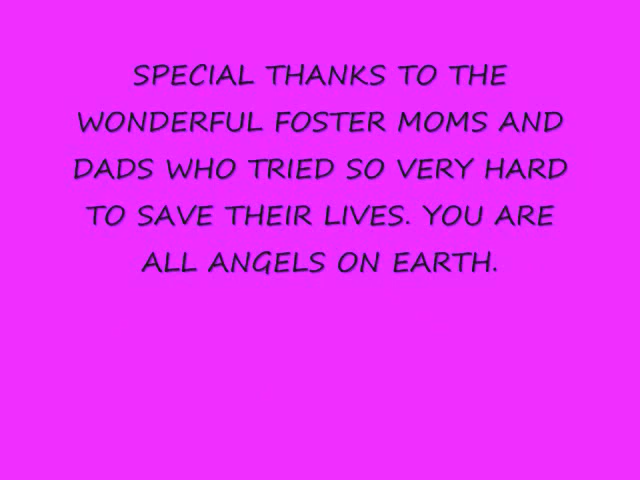 SPECIAL THANKS TO THE
WONDERFUL FOSTER MOMS AND
DADS WHO TRIED SO VERY HARD
TO SAVE THEIR LIVES. YOU ARE
ALL ANGELS ON EARTH.